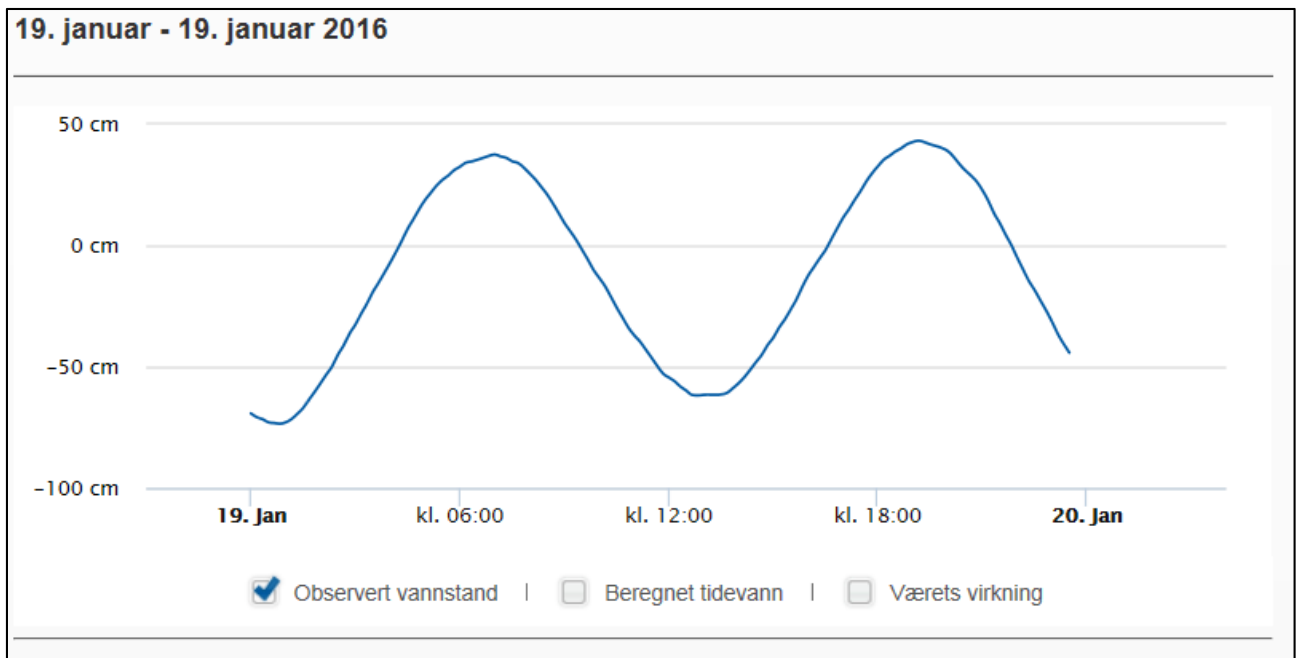 19. januar - 19. januar 2016
50 cm
0 cm
−50 cm
−100 cm
19. Jan kl. 06:00 kl. 12:00 kl. 18:00 20. Jan
Observert vannstand | Beregnet tidevann | Værets virkning